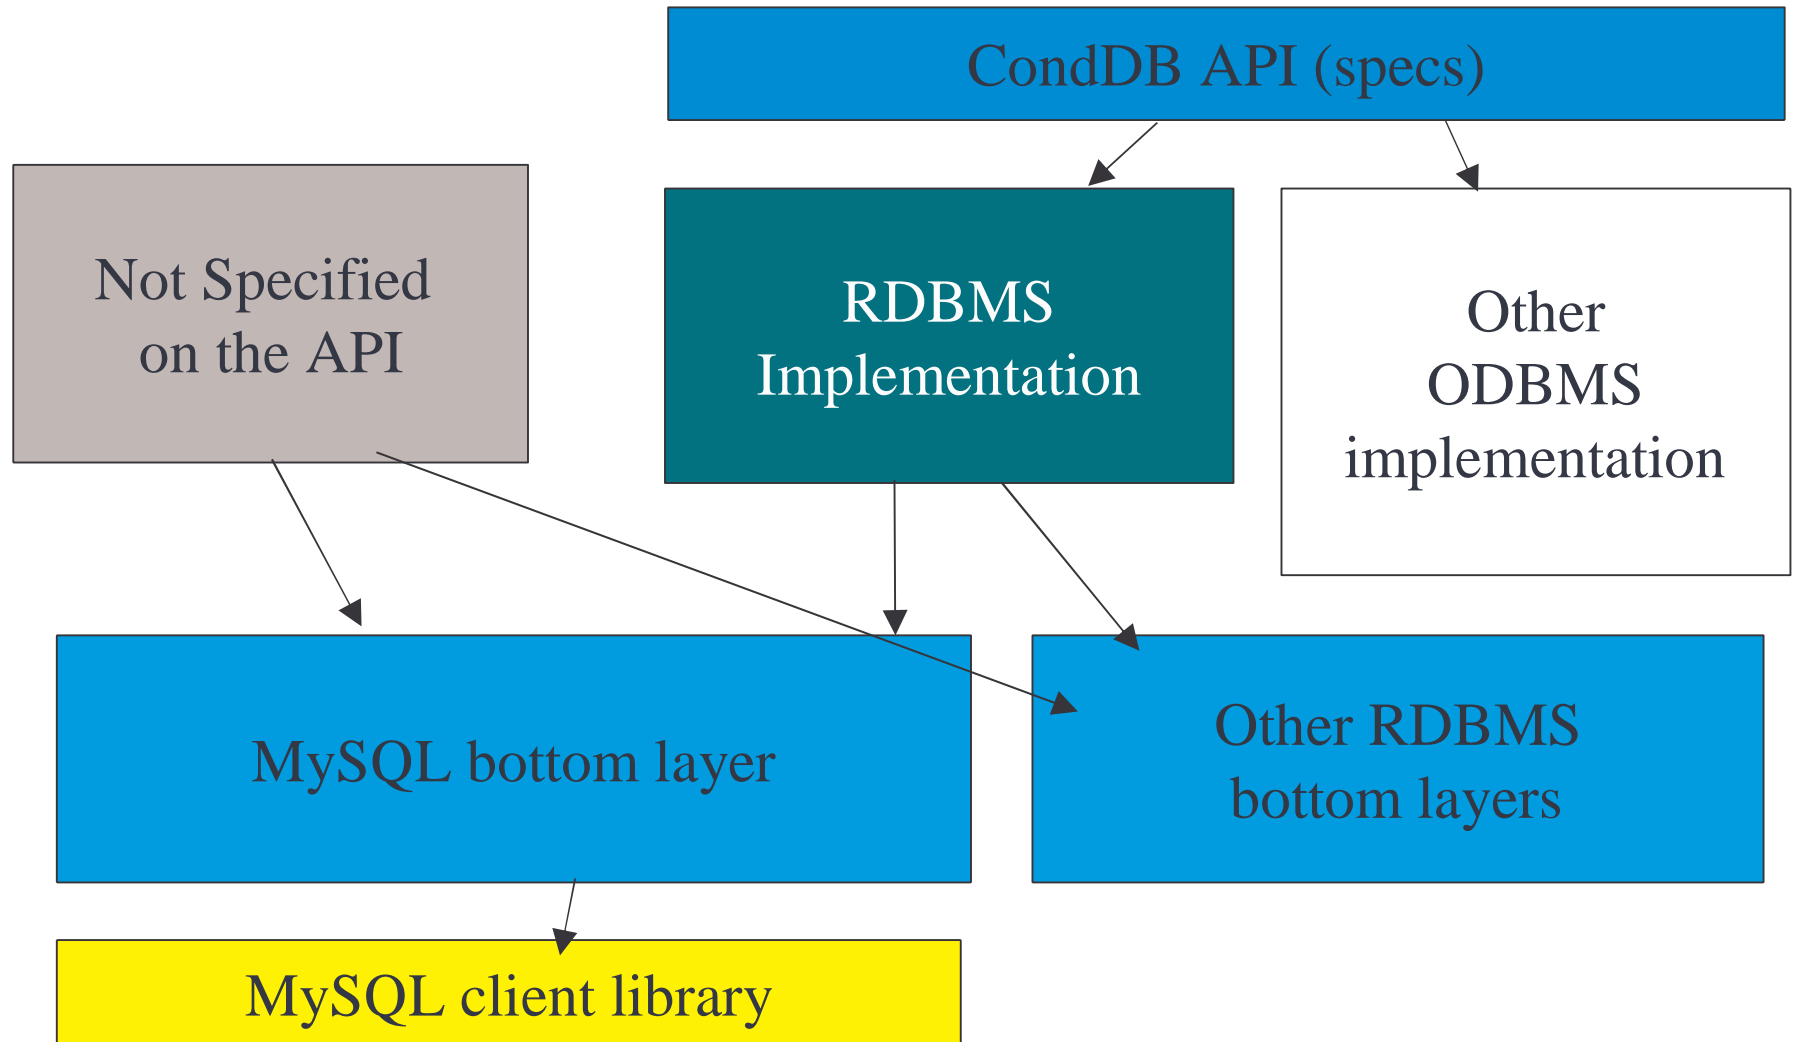 CondDB API (specs)
Not Specified
on the API
RDBMS
Implementation
Other
ODBMS
implementation
MySQL bottom layer
Other RDBMS
bottom layers
MySQL client library